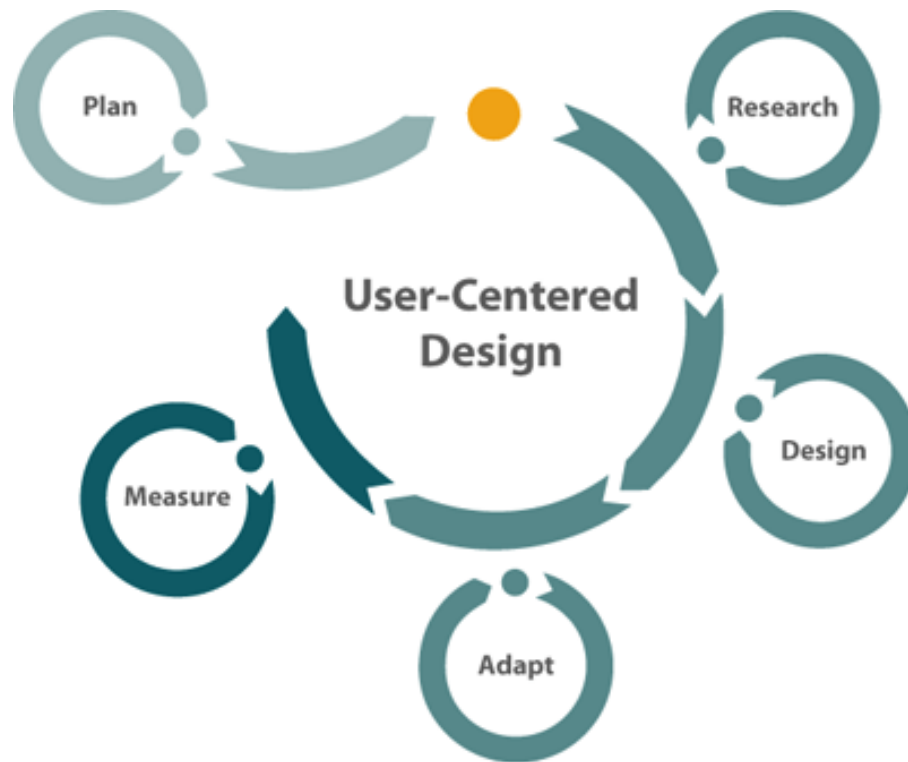 Plan
Research
User-Centered
Design
Design
Measure
Adapt